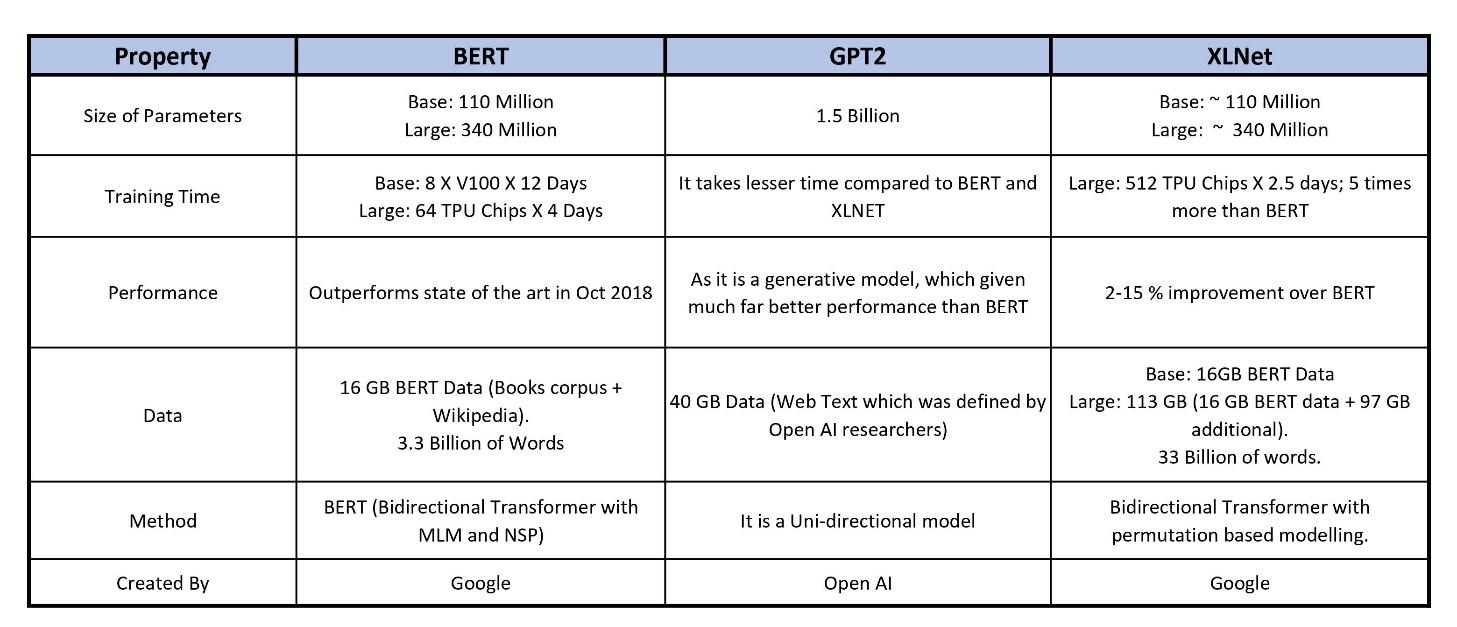 Property BERT GPT2 XLNet
Size of Parameters
Base: 110 Million
Large: 340 Million
1.5 Billion
Base: ~ 110 Million
Large: ~ 340 Million
Training Time
Base: 8 X V100 X 12 Days
Large: 64 TPU Chips X 4 Days
It takes lesser time compared to BERT and
XLNET
Large: 512 TPU Chips X 2.5 days; 5 times
more than BERT
Performance
Outperforms state of the art in Oct 2018
As it is a generative model, which given
much far better performance than BERT
2-15 % improvement over BERT
Data
16 GB BERT Data (Books corpus +
Wikipedia).
3.3 Billion of Words
40 GB Data (Web Text which was defined by
Open AI researchers)
Base: 16GB BERT Data
Large: 113 GB (16 GB BERT data + 97 GB
additional).
33 Billion of words.
Method
BERT (Bidirectional Transformer with
MLM and NSP)
It is a Uni-directional model
Bidirectional Transformer with
permutation based modelling.
Created By
Google
Open AI
Google